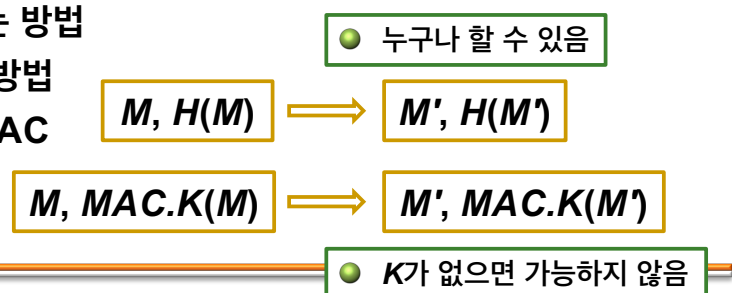 는 방법
누구나 할 수 있음
방법
M, H(M) M', H(M')
AC
M, MAC.K(M) M', MAC.K(M')
K가 없으면 가능하지 않음